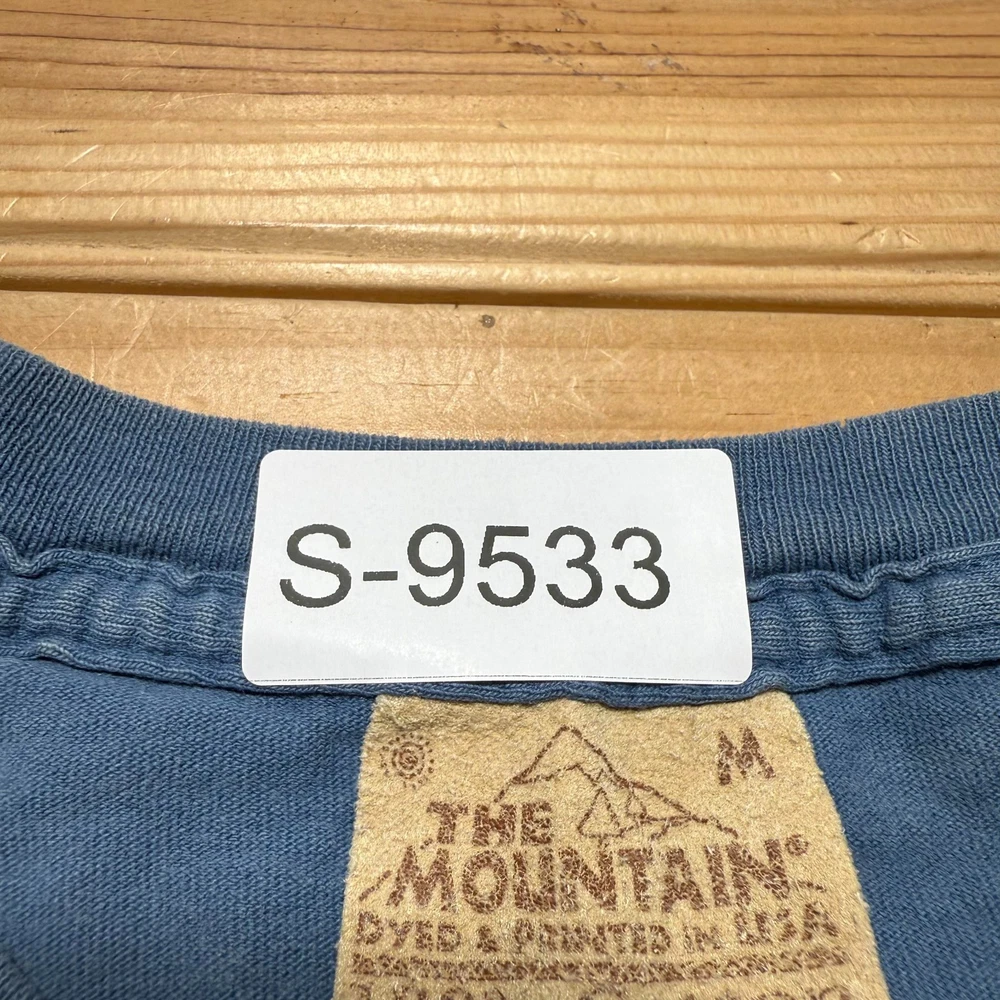 S-9533
M
THE
MOUNTAIN®
DYED & PRINTED IN USA